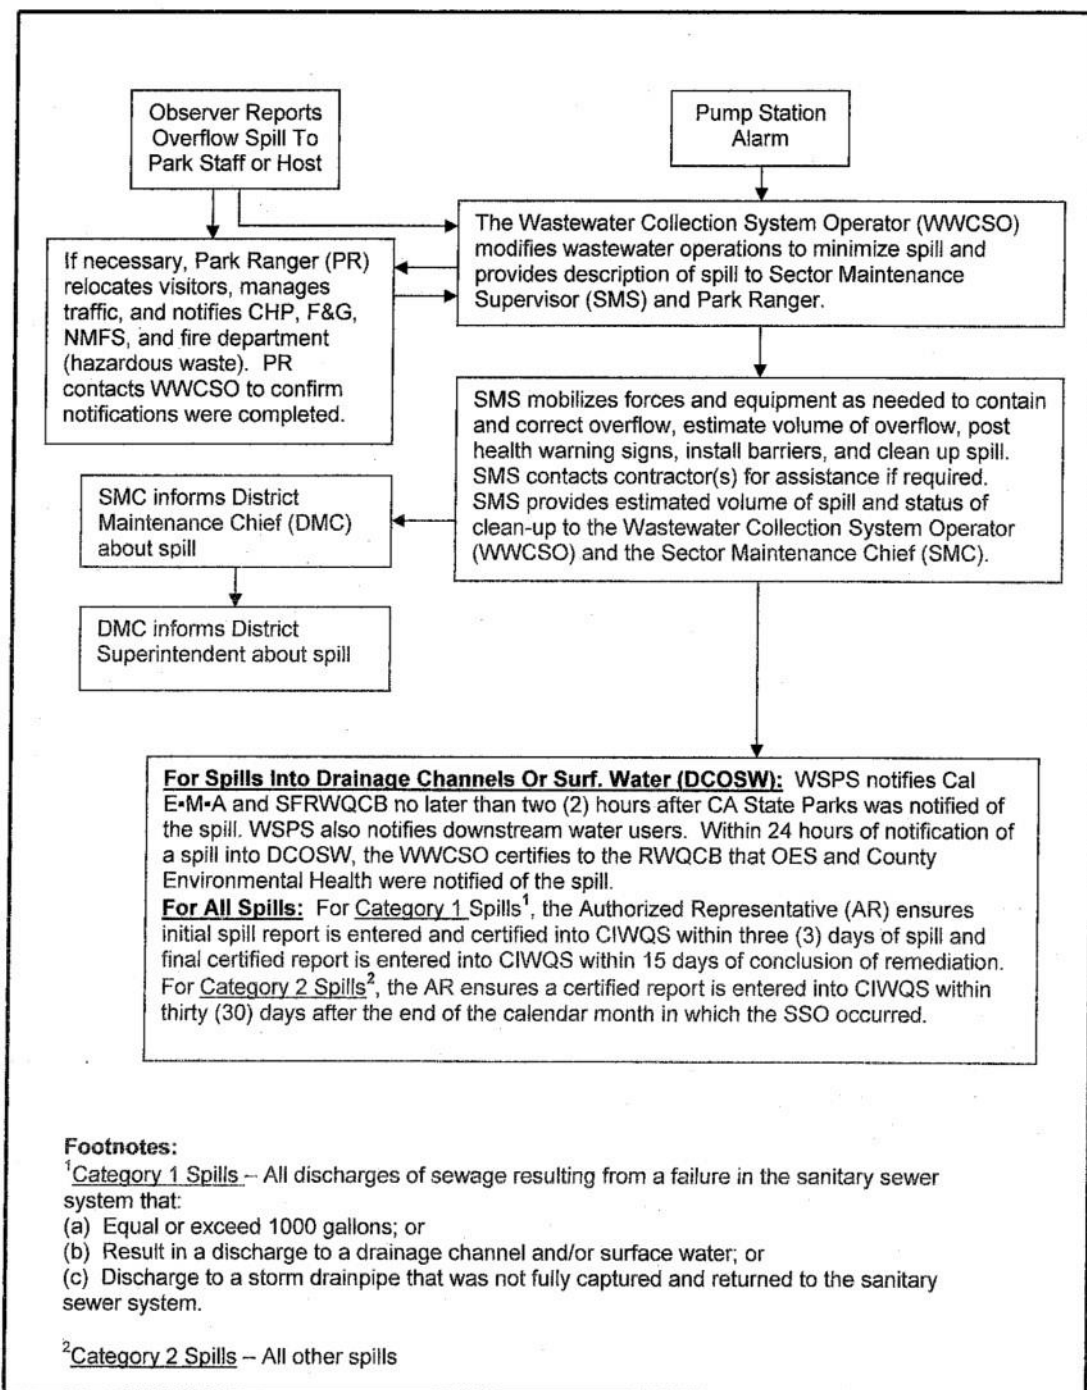 Observer Reports
Overflow Spill To
Park Staff or Host
Pump Station
Alarm
The Wastewater Collection System Operator (WWCSO)
modifies wastewater operations to minimize spill and
provides description of spill to Sector Maintenance
Supervisor (SMS) and Park Ranger.
If necessary, Park Ranger (PR)
relocates visitors, manages
traffic, and notifies CHP, F&G,
NMFS, and fire department
(hazardous waste). PR
contacts WWCSO to confirm
notifications were completed.
SMS mobilizes forces and equipment as needed to contain
and correct overflow, estimate volume of overflow, post
health warning signs, install barriers, and clean up spill.
SMS contacts contractor(s) for assistance if required.
SMS provides estimated volume of spill and status of
clean-up to the Wastewater Collection System Operator
(WWCSO) and the Sector Maintenance Chief (SMC).
SMC informs District
Maintenance Chief (DMC)
about spill
DMC informs District
Superintendent about spill
For Spills Into Drainage Channels Or Surf. Water (DCOSW): WSPS notifies Cal
E▪M▪A and SFRWQCB no later than two (2) hours after CA State Parks was notified of
the spill. WSPS also notifies downstream water users. Within 24 hours of notification of
a spill into DCOSW, the WWCSO certifies to the RWQCB that OES and County
Environmental Health were notified of the spill.
For All Spills: For Category 1 Spills¹, the Authorized Representative (AR) ensures
initial spill report is entered and certified into CIWQS within three (3) days of spill and
final certified report is entered into CIWQS within 15 days of conclusion of remediation.
For Category 2 Spills², the AR ensures a certified report is entered into CIWQS within
thirty (30) days after the end of the calendar month in which the SSO occurred.
Footnotes:
¹Category 1 Spills – All discharges of sewage resulting from a failure in the sanitary sewer
system that:
(a) Equal or exceed 1000 gallons; or
(b) Result in a discharge to a drainage channel and/or surface water; or
(c) Discharge to a storm drainpipe that was not fully captured and returned to the sanitary
sewer system.
²Category 2 Spills – All other spills